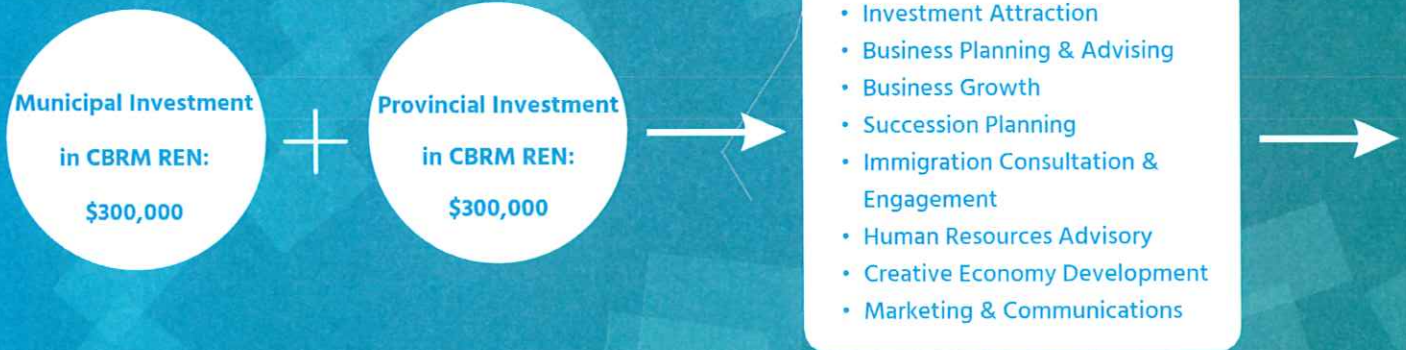 Municipal Investment
in CBRM REN:
$300,000
+
Provincial Investment
in CBRM REN:
$300,000
• Investment Attraction
• Business Planning & Advising
• Business Growth
• Succession Planning
• Immigration Consultation &
Engagement
• Human Resources Advisory
• Creative Economy Development
• Marketing & Communications